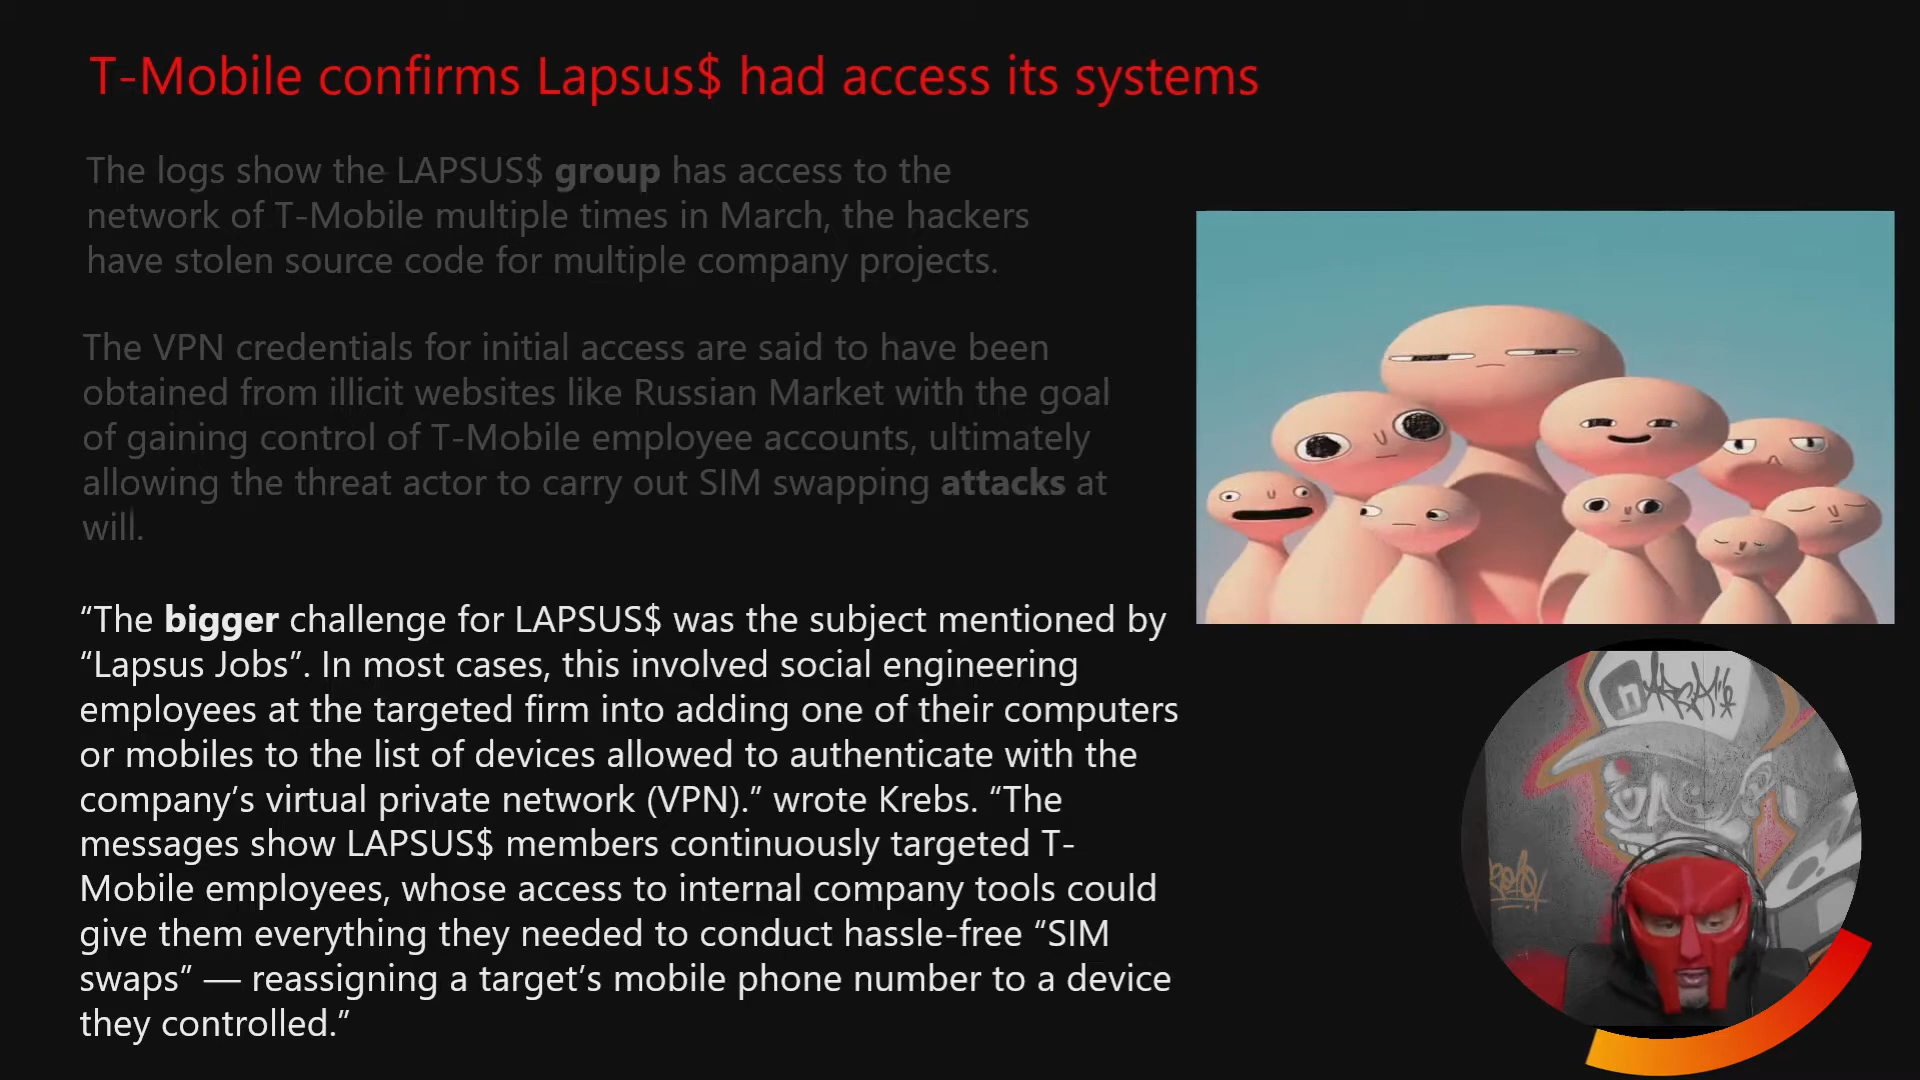 T-Mobile confirms Lapsus$ had access its systems
The logs show the LAPSUS$ group has access to the
network of T-Mobile multiple times in March, the hackers
have stolen source code for multiple company projects.
The VPN credentials for initial access are said to have been
obtained from illicit websites like Russian Market with the goal
of gaining control of T-Mobile employee accounts, ultimately
allowing the threat actor to carry out SIM swapping attacks at
will.
“The bigger challenge for LAPSUS$ was the subject mentioned by
“Lapsus Jobs”. In most cases, this involved social engineering
employees at the targeted firm into adding one of their computers
or mobiles to the list of devices allowed to authenticate with the
company’s virtual private network (VPN).” wrote Krebs. “The
messages show LAPSUS$ members continuously targeted T-
Mobile employees, whose access to internal company tools could
give them everything they needed to conduct hassle-free “SIM
swaps” — reassigning a target’s mobile phone number to a device
they controlled.”